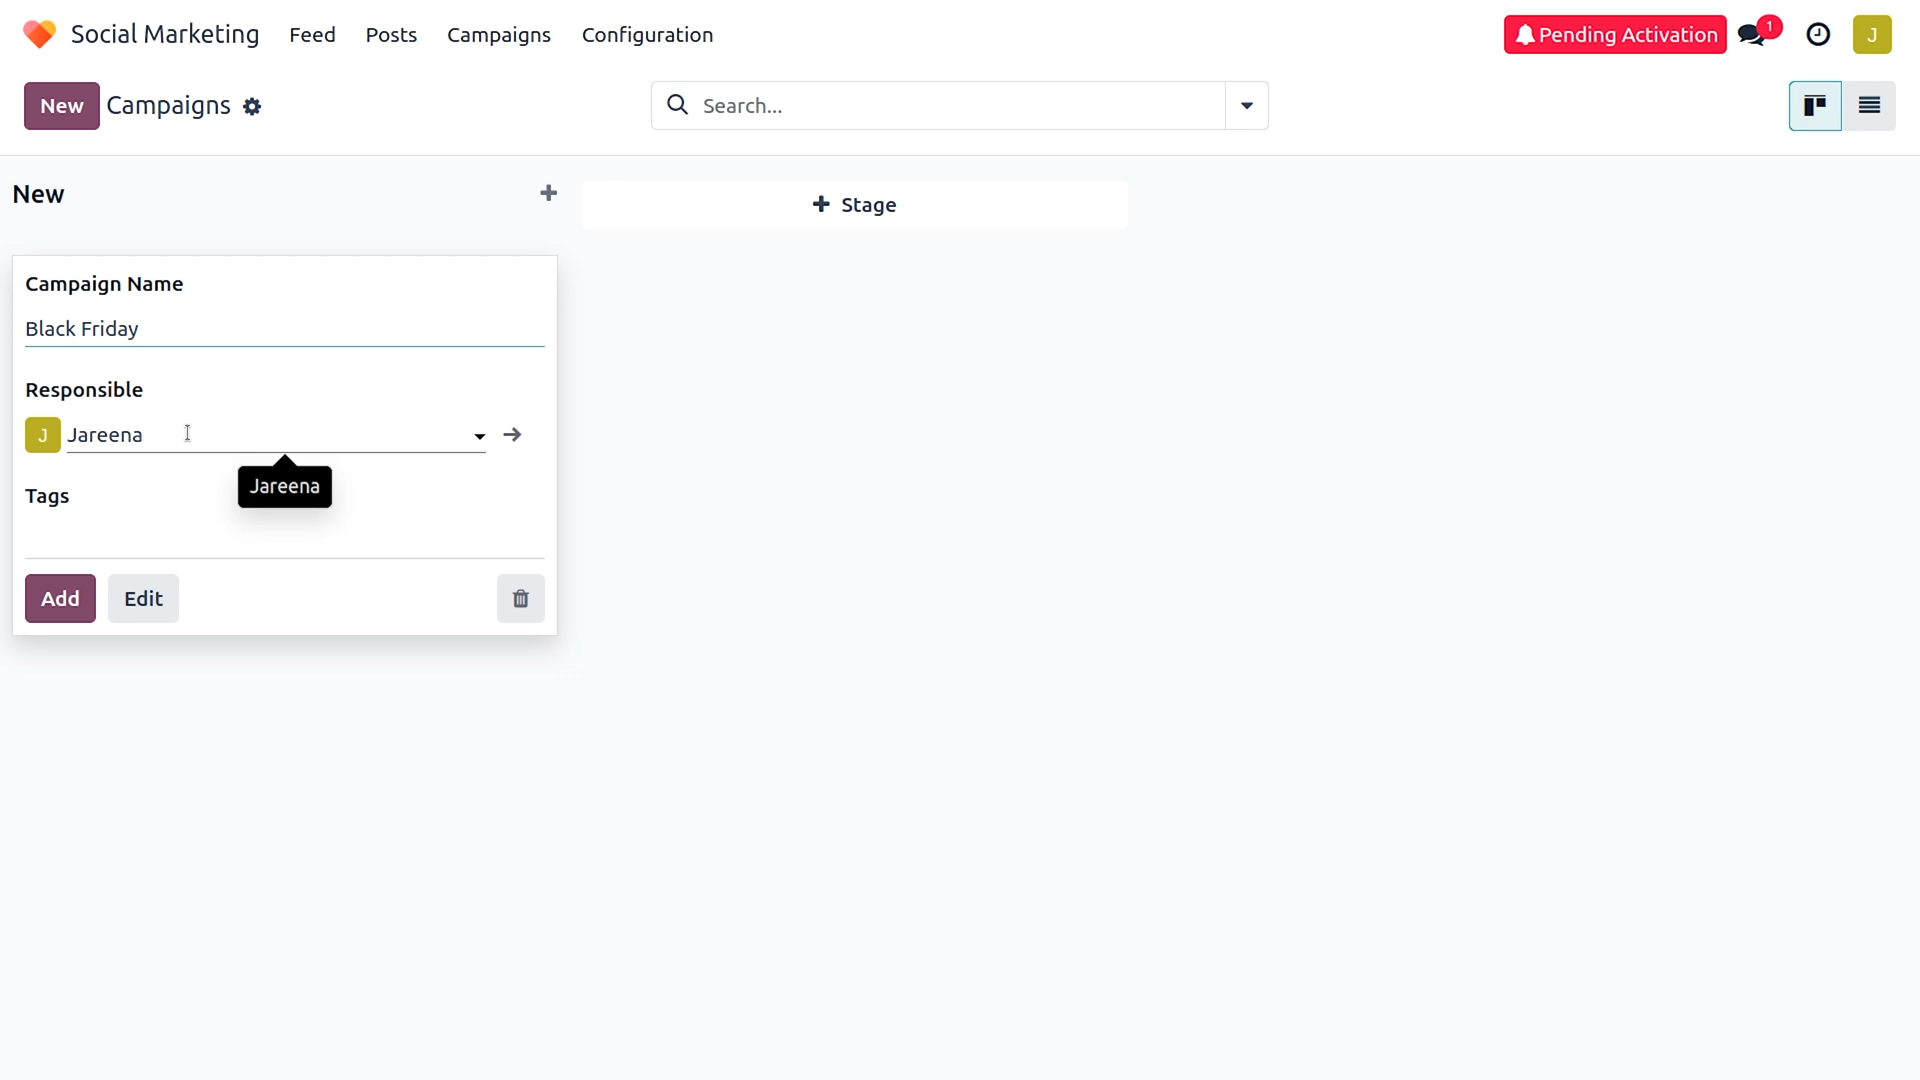 Social Marketing Feed Posts Campaigns Configuration Pending Activation 1 J
New Campaigns Search...
New
Stage
Campaign Name
Black Friday
Responsible
J Jareena
Jareena
Tags
Add Edit